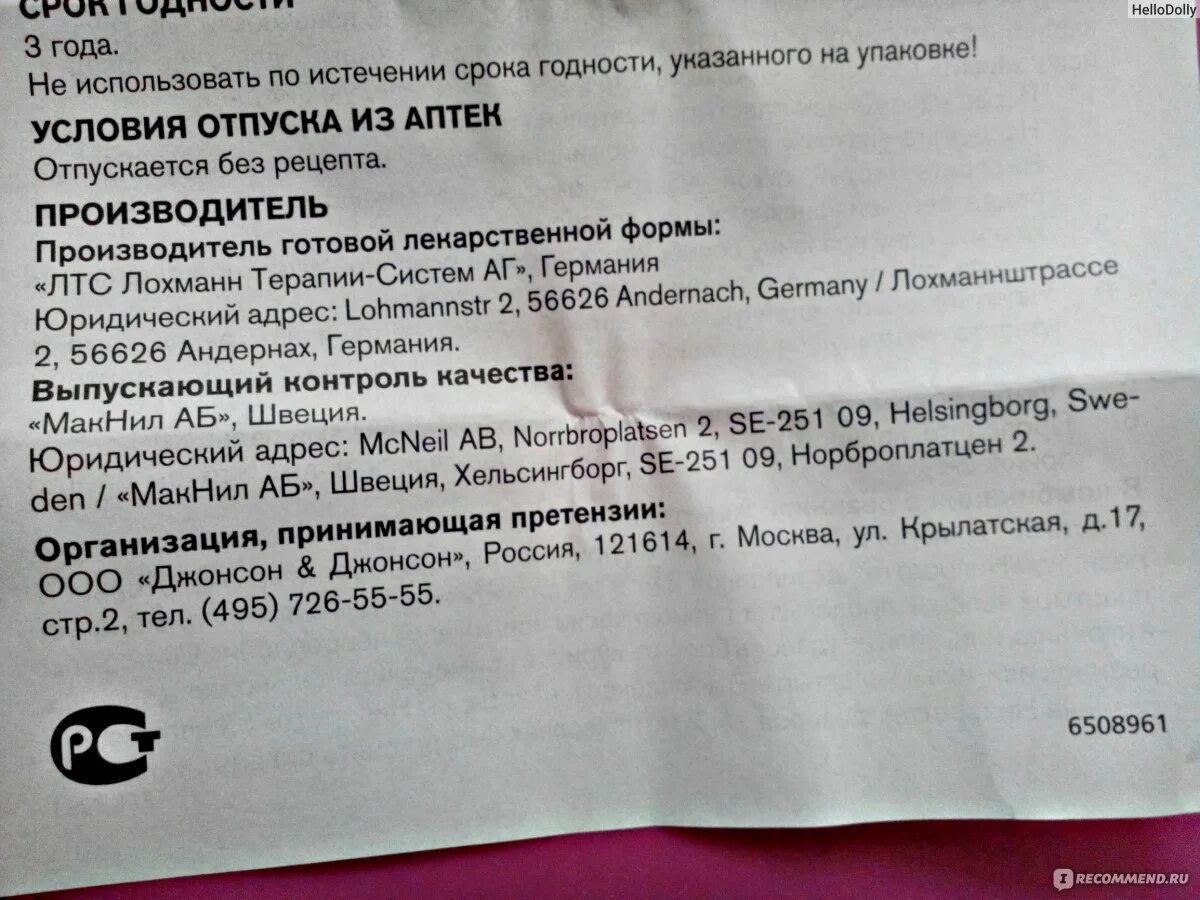 HelloDolly
СРОК ГОДНОСТИ
3 года.
Не использовать по истечении срока годности, указанного на упаковке!
УСЛОВИЯ ОТПУСКА ИЗ АПТЕК
Отпускается без рецепта.
ПРОИЗВОДИТЕЛЬ
Производитель готовой лекарственной формы:
«ЛТС Лохманн Терапии-Систем АГ», Германия
Юридический адрес: Lohmannstr 2, 56626 Andernach, Germany / Лохманнштрассе
2, 56626 Андернах, Германия.
Выпускающий контроль качества:
«МакНил АБ», Швеция.
Юридический адрес: McNeil AB, Norrbroplatsen 2, SE-251 09, Helsingborg, Swe-
den / «МакНил АБ», Швеция, Хельсингборг, SE-251 09, Норброплатцен 2.
Организация, принимающая претензии:
ООО «Джонсон & Джонсон», Россия, 121614, г. Москва, ул. Крылатская, д.17,
стр.2, тел. (495) 726-55-55.
РСТ
6508961
IRECOMMEND.RU